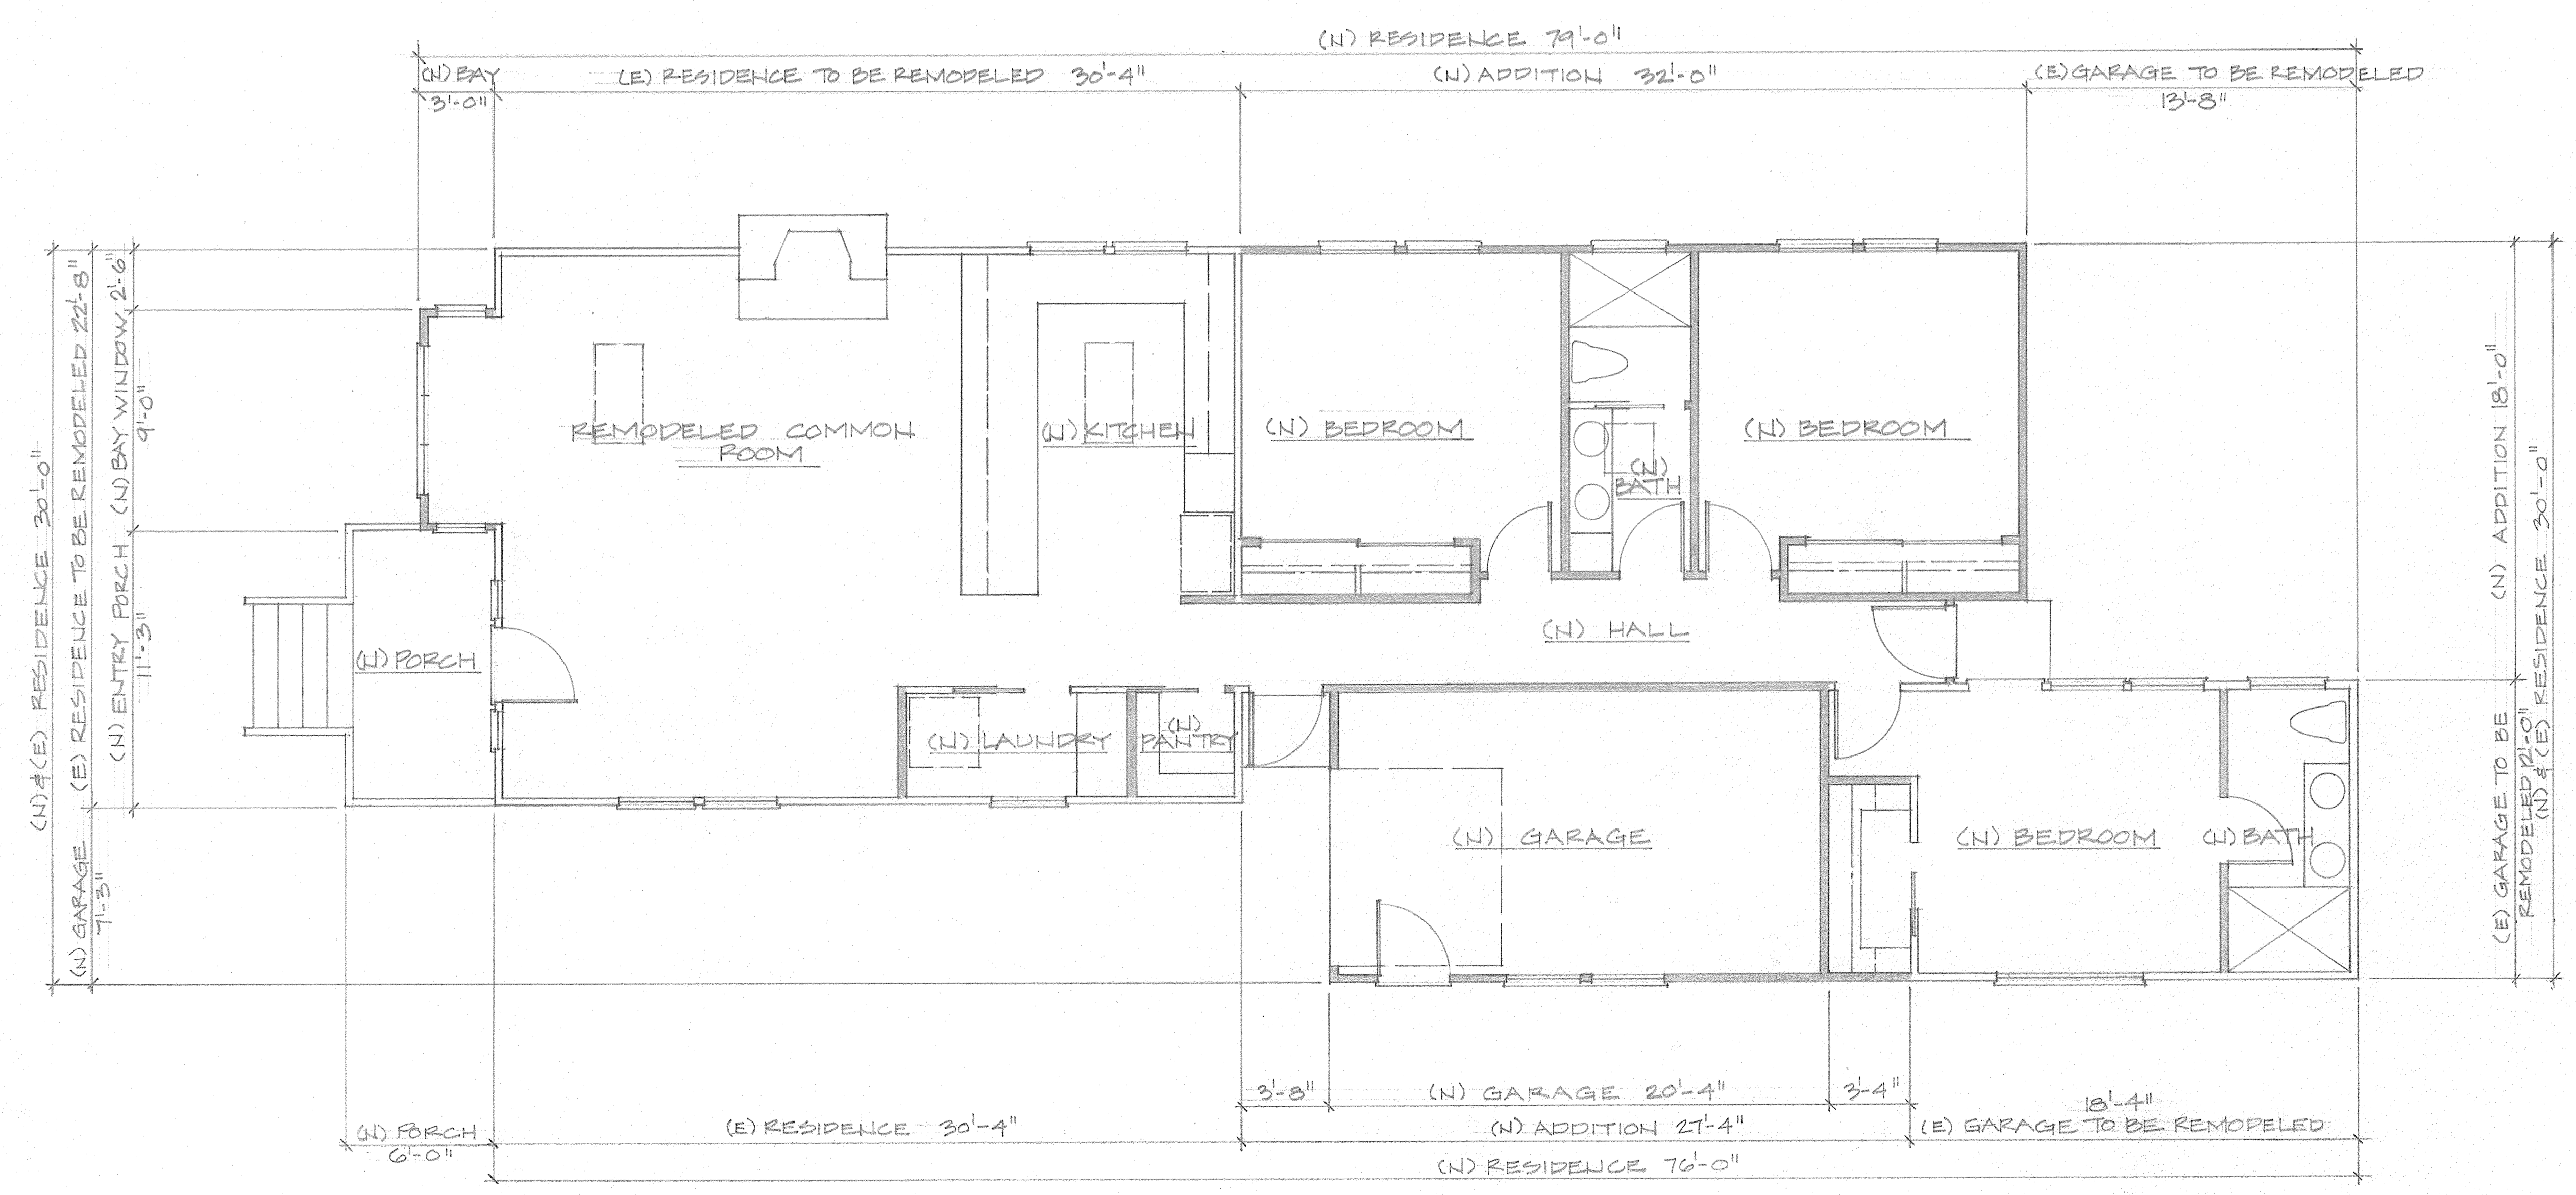 (N) RESIDENCE 79'-0"
(N) BAY
3'-0"
(E) RESIDENCE TO BE REMODELED 30'-4"
(N) ADDITION 32'-0"
(E) GARAGE TO BE REMODELED
13'-8"
(N) & (E) RESIDENCE 30'-0"
(E) RESIDENCE TO BE REMODELED 22'-8"
(N) GARAGE
7'-3"
(N) ENTRY PORCH
11'-3"
(N) BAY WINDOW, 2'-6"
9'-0"
REMODELED COMMON
ROOM
(N) KITCHEN
(N) BEDROOM
(N)
BATH
(N) BEDROOM
(N) HALL
(N) PORCH
(N) LAUNDRY
(N)
PANTRY
(N) GARAGE
(N) BEDROOM
(N) BATH
(N) ADDITION 18'-0"
(E) GARAGE TO BE
REMODELED 12'-0"
(N) & (E) RESIDENCE 30'-0"
3'-8"
(N) GARAGE 20'-4"
3'-4"
18'-4"
(E) GARAGE TO BE REMODELED
(N) PORCH
6'-0"
(E) RESIDENCE 30'-4"
(N) ADDITION 27'-4"
(N) RESIDENCE 76'-0"